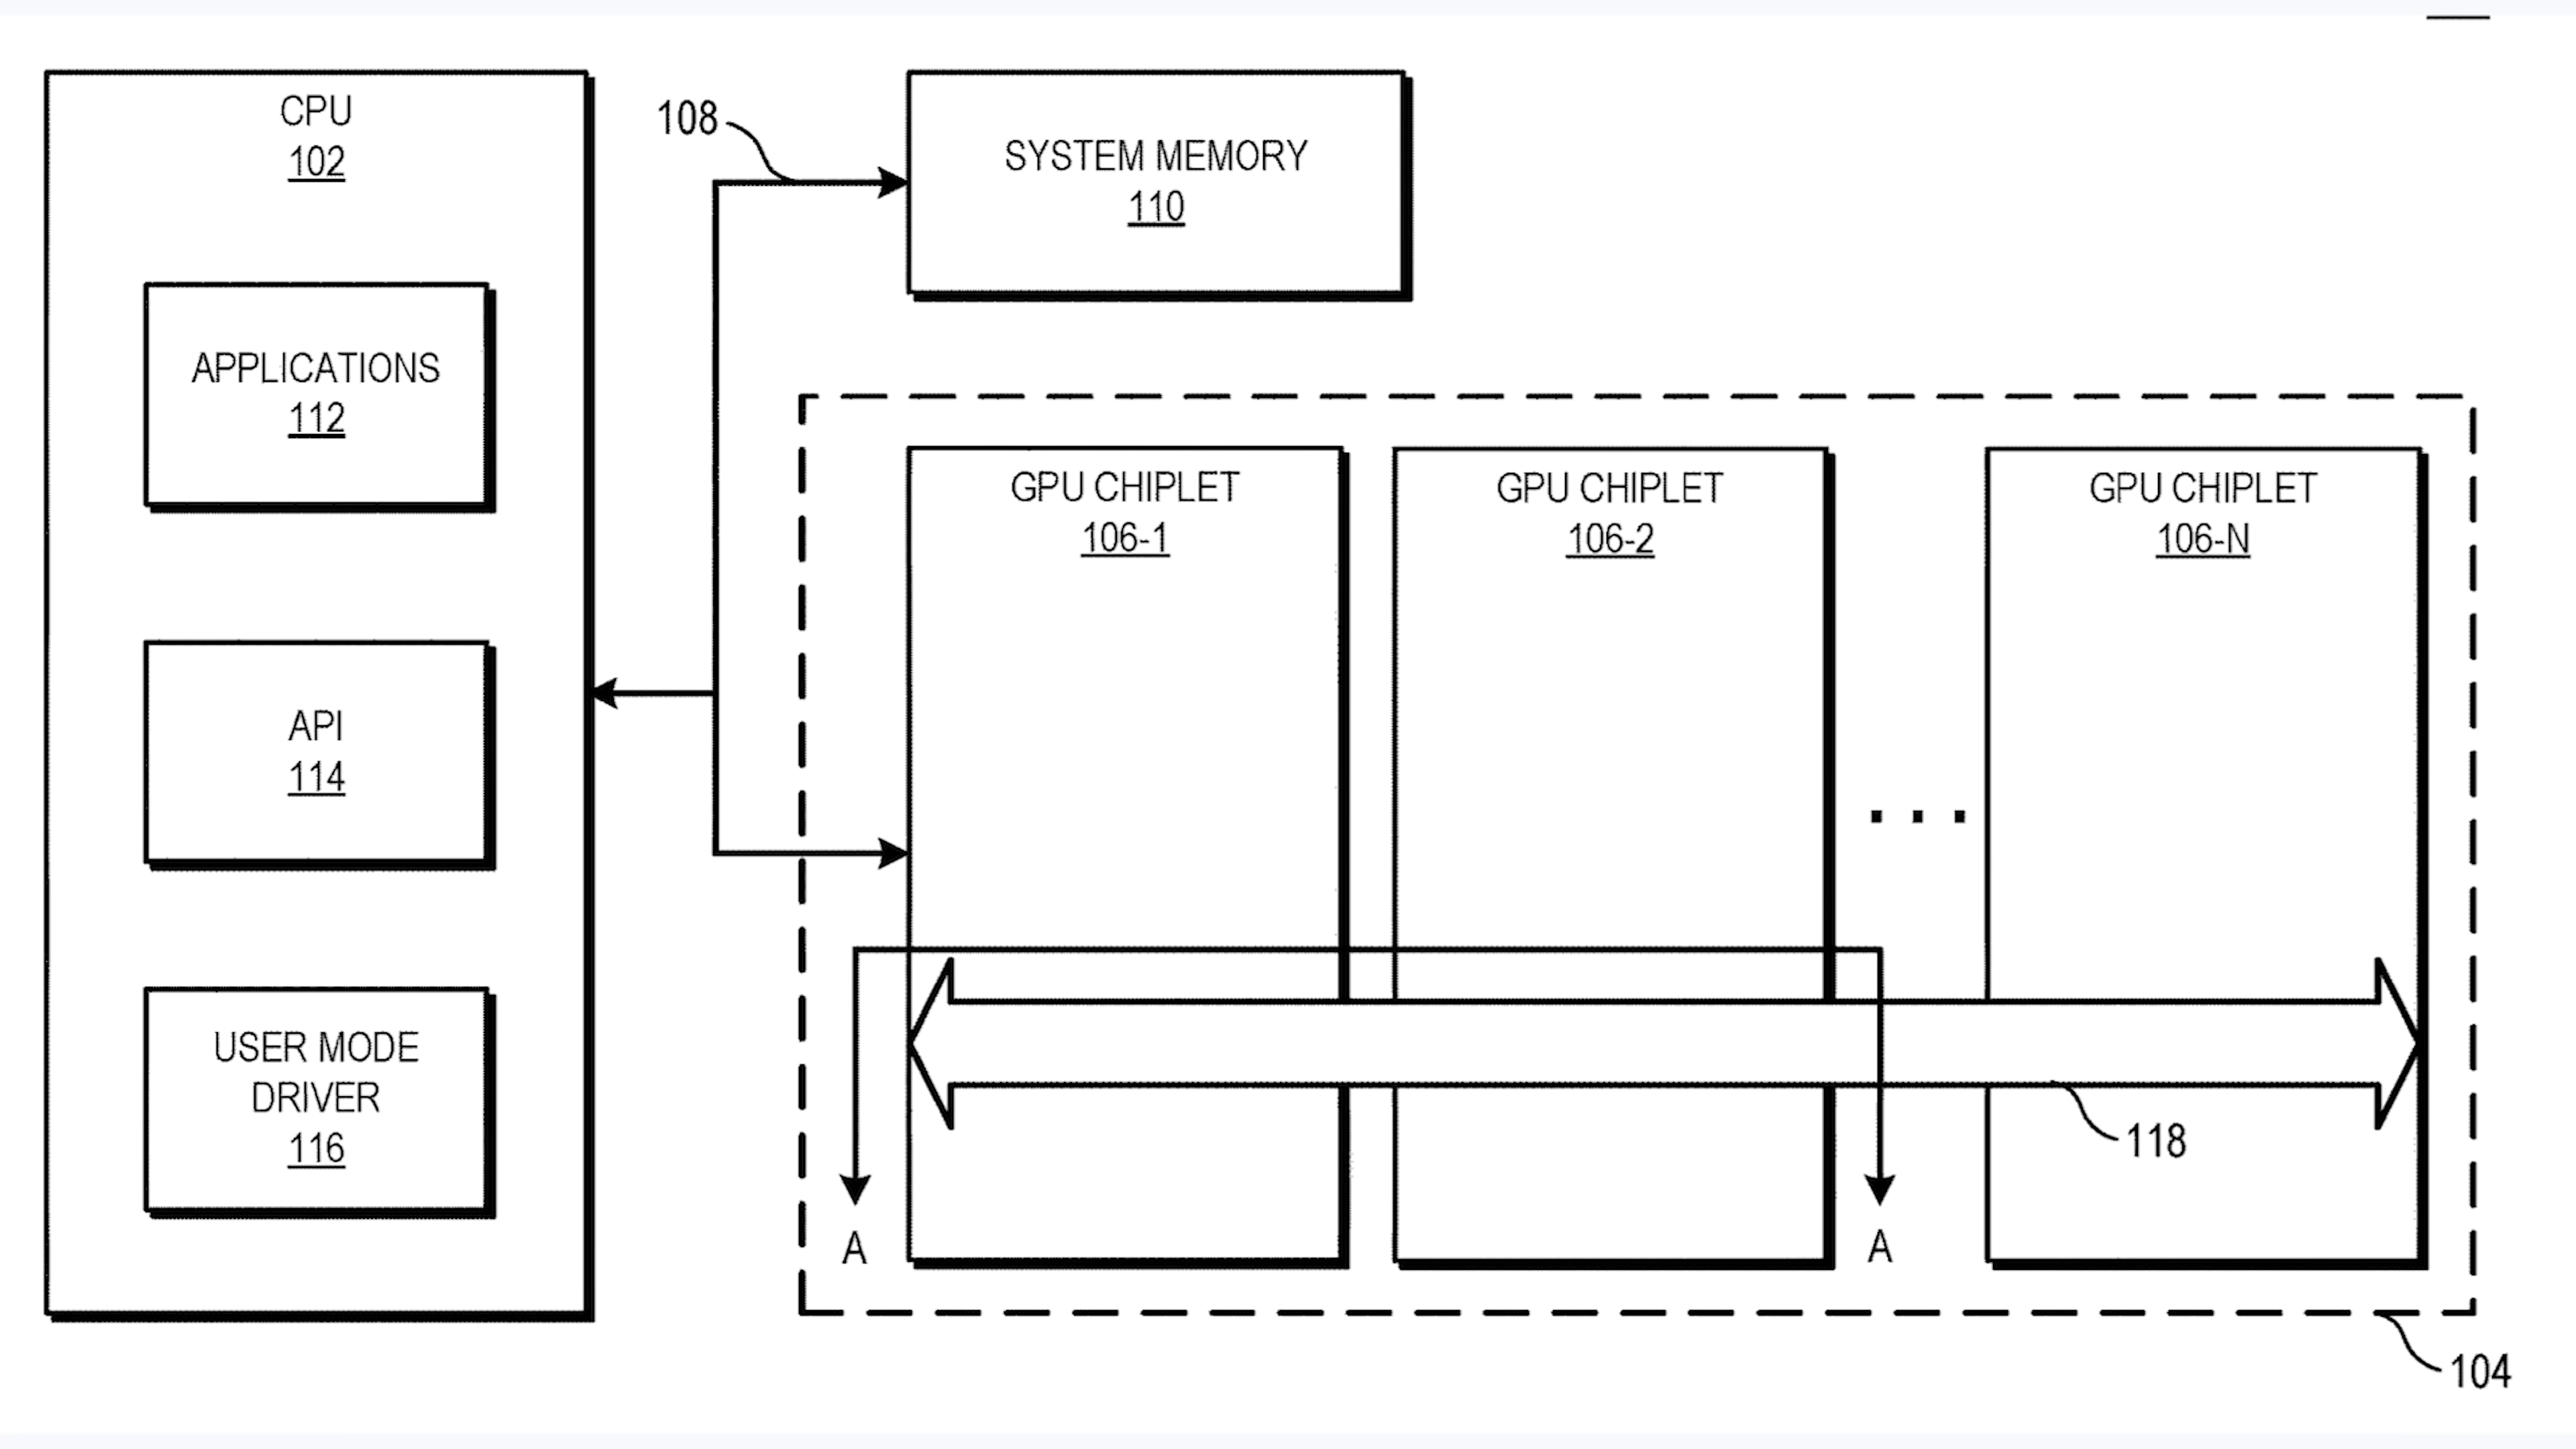 CPU
102
APPLICATIONS
112
API
114
USER MODE
DRIVER
116
108
SYSTEM MEMORY
110
GPU CHIPLET
106-1
GPU CHIPLET
106-2
. . .
GPU CHIPLET
106-N
118
A
A
104